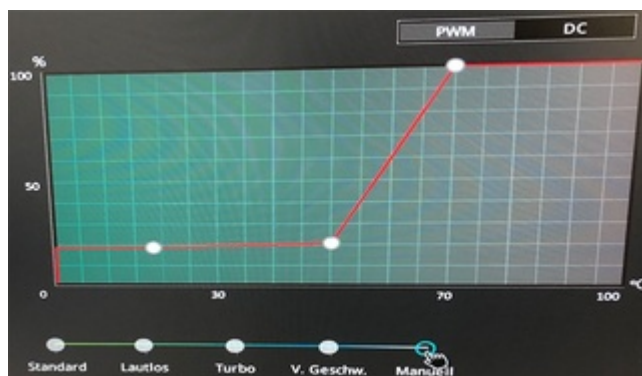 PWM DC
%
100
50
0 30 70 100 °C
Standard Lautlos Turbo V. Geschw. Manuell